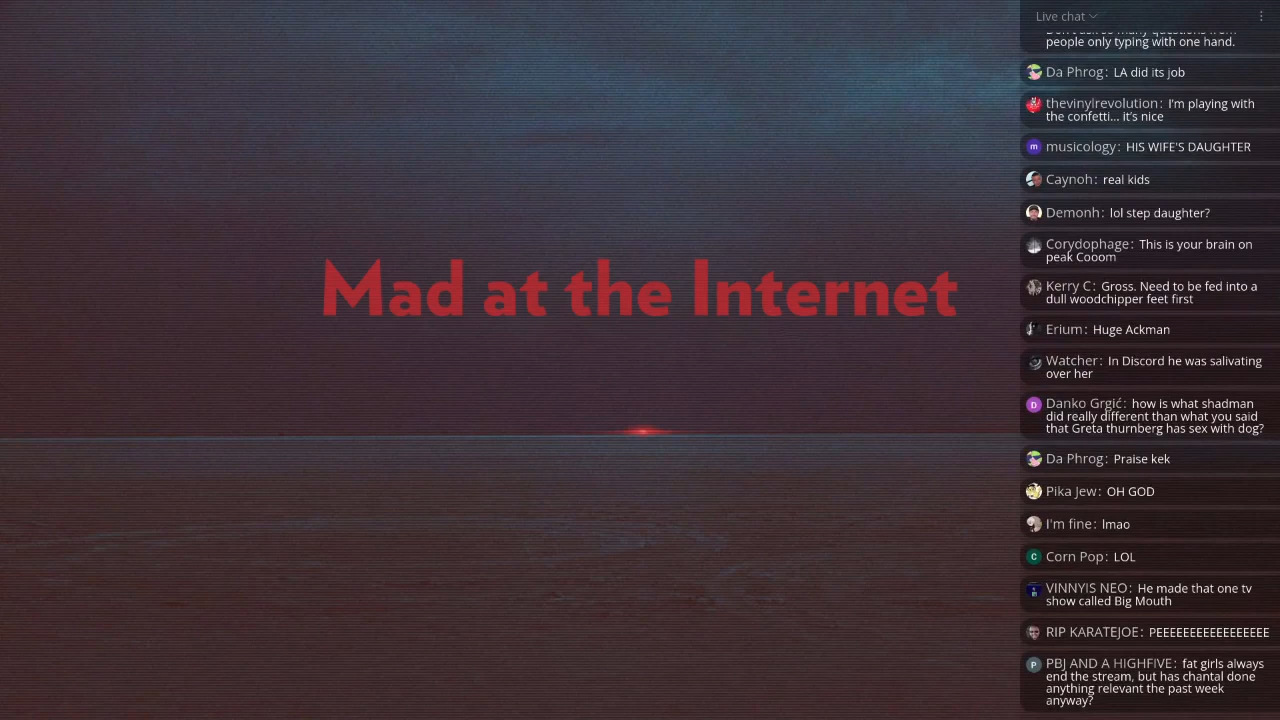 Live chat
people only typing with one hand.
Da Phrog: LA did its job
thevinylrevolution: I'm playing with
the confetti... it's nice
musicology: HIS WIFE'S DAUGHTER
Caynoh: real kids
Demonh: lol step daughter?
Corydophage: This is your brain on
peak Cooom
Mad at the Internet
Kerry C: Gross. Need to be fed into a
dull woodchipper feet first
Erium: Huge Ackman
Watcher: In Discord he was salivating
over her
Danko Grgić: how is what shadman
did really different than what you said
that Greta thurnberg has sex with dog?
Da Phrog: Praise kek
Pika Jew: OH GOD
I'm fine: lmao
Corn Pop: LOL
VINNYIS NEO: He made that one tv
show called Big Mouth
RIP KARATEJOE: PEEEEEEEEEEEEEEEEE
PBJ AND A HIGHFIVE: fat girls always
end the stream, but has chantal done
anything relevant the past week
anyway?